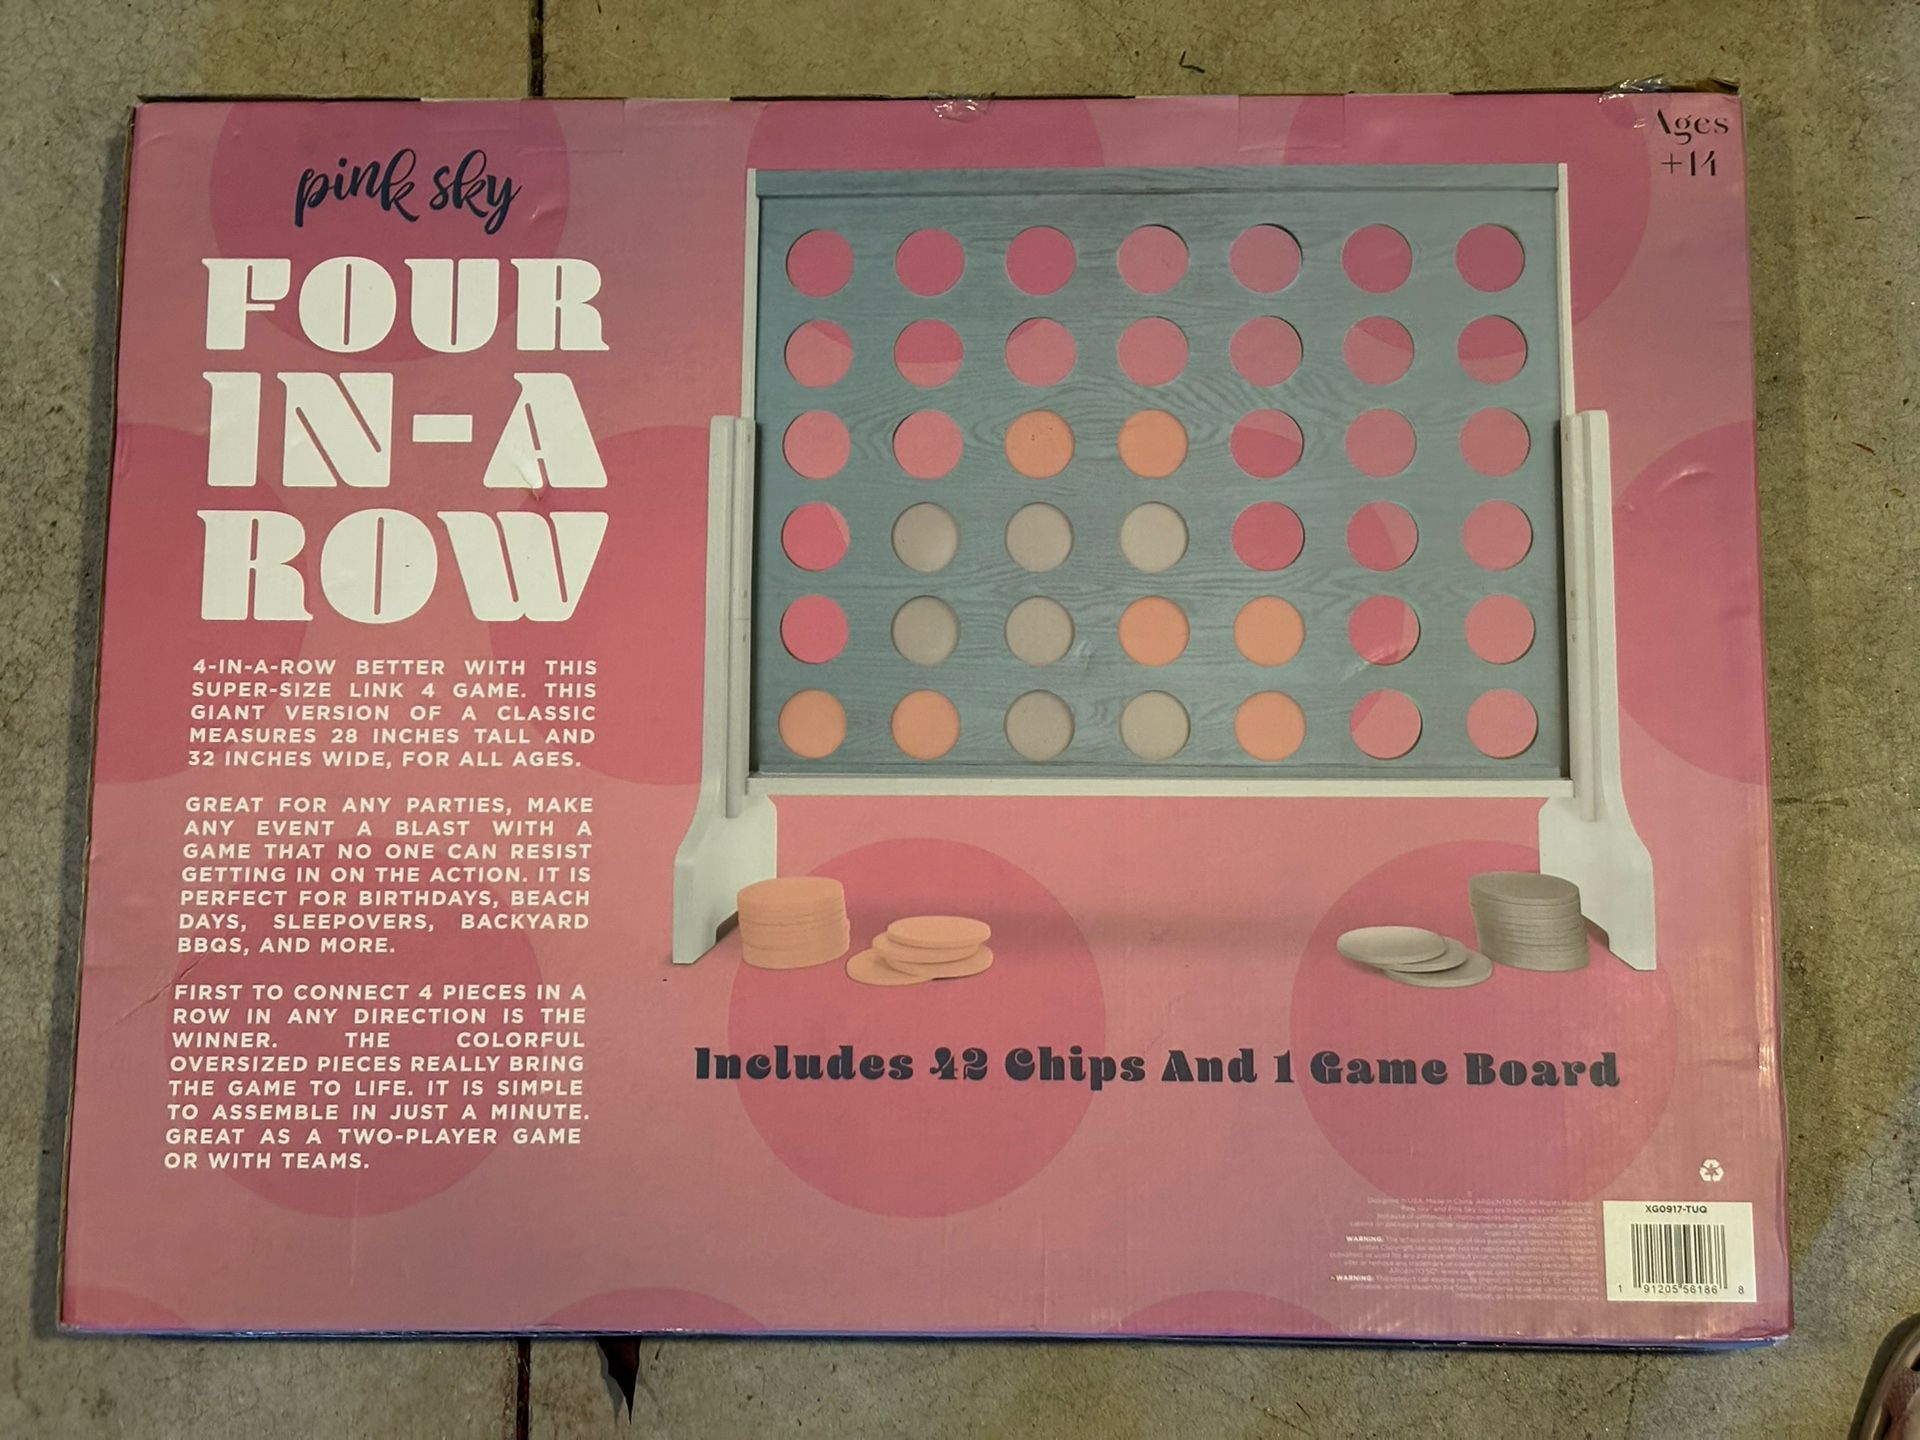 pink sky
FOUR
IN-A
ROW
4-IN-A-ROW BETTER WITH THIS
SUPER-SIZE LINK 4 GAME. THIS
GIANT VERSION OF A CLASSIC
MEASURES 28 INCHES TALL AND
32 INCHES WIDE, FOR ALL AGES.
GREAT FOR ANY PARTIES, MAKE
ANY EVENT A BLAST WITH A
GAME THAT NO ONE CAN RESIST
GETTING IN ON THE ACTION. IT IS
PERFECT FOR BIRTHDAYS, BEACH
DAYS, SLEEPOVERS, BACKYARD
BBQS, AND MORE.
FIRST TO CONNECT 4 PIECES IN A
ROW IN ANY DIRECTION IS THE
WINNER. THE COLORFUL
OVERSIZED PIECES REALLY BRING
THE GAME TO LIFE. IT IS SIMPLE
TO ASSEMBLE IN JUST A MINUTE.
GREAT AS A TWO-PLAYER GAME
OR WITH TEAMS.
Ages
+14
Includes 42 Chips And 1 Game Board
WARNING:
WARNING:
XG0917-TUQ
1 91205 56186 8